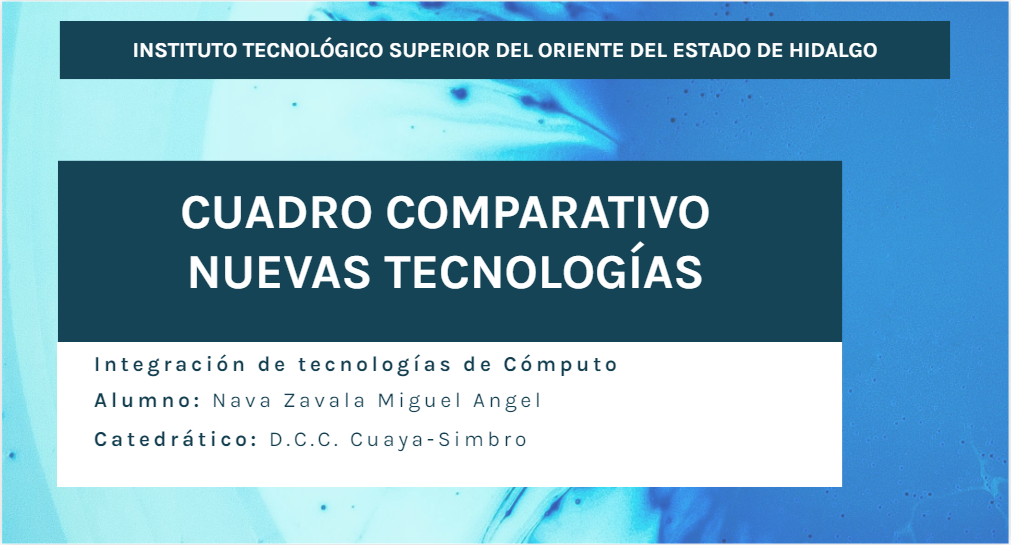 INSTITUTO TECNOLÓGICO SUPERIOR DEL ORIENTE DEL ESTADO DE HIDALGO
CUADRO COMPARATIVO
NUEVAS TECNOLOGÍAS
Integración de tecnologías de Cómputo
Alumno: Nava Zavala Miguel Angel
Catedrático: D.C.C. Cuaya-Simbro